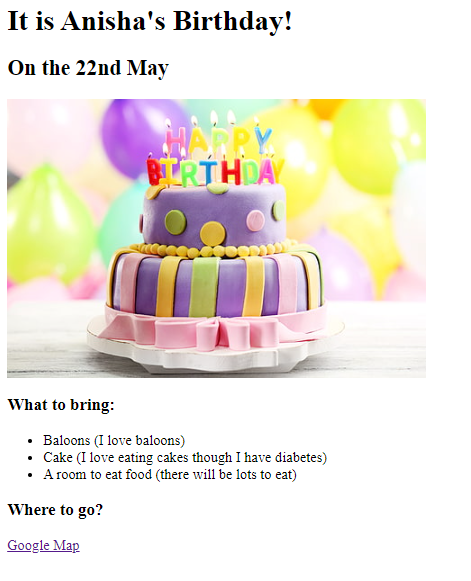 It is Anisha's Birthday!
On the 22nd May
HAPPY
BIRTHDAY
What to bring:
Baloons (I love baloons)
Cake (I love eating cakes though I have diabetes)
A room to eat food (there will be lots to eat)
Where to go?
Google Map